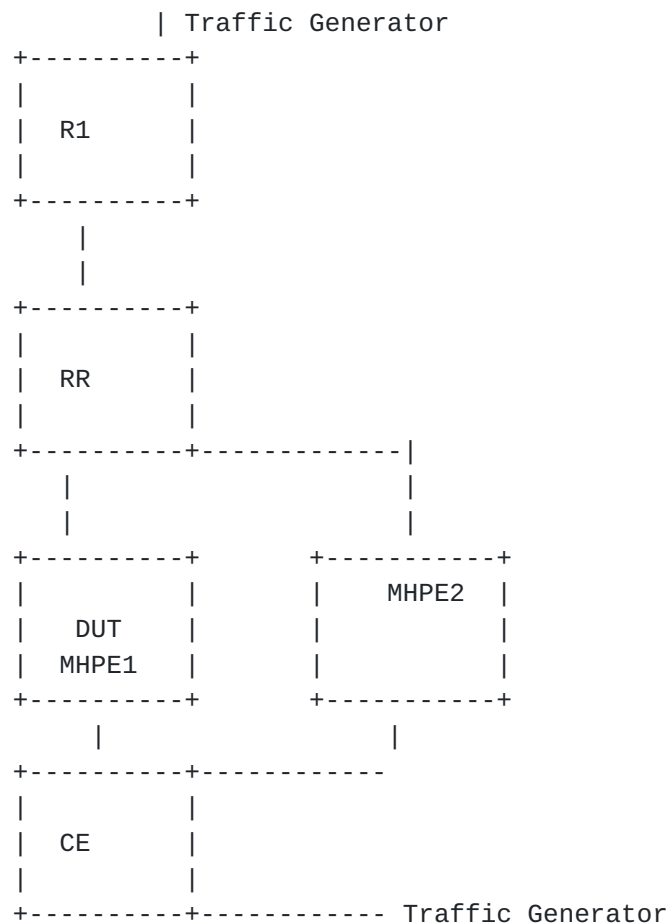 Traffic Generator
R1
RR
MHPE2
DUT
MHPE1
CE
Traffic Generator